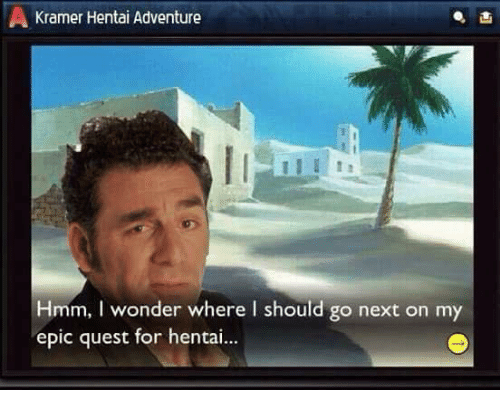 A Kramer Hentai Adventure
Hmm, I wonder where I should go next on my
epic quest for hentai...